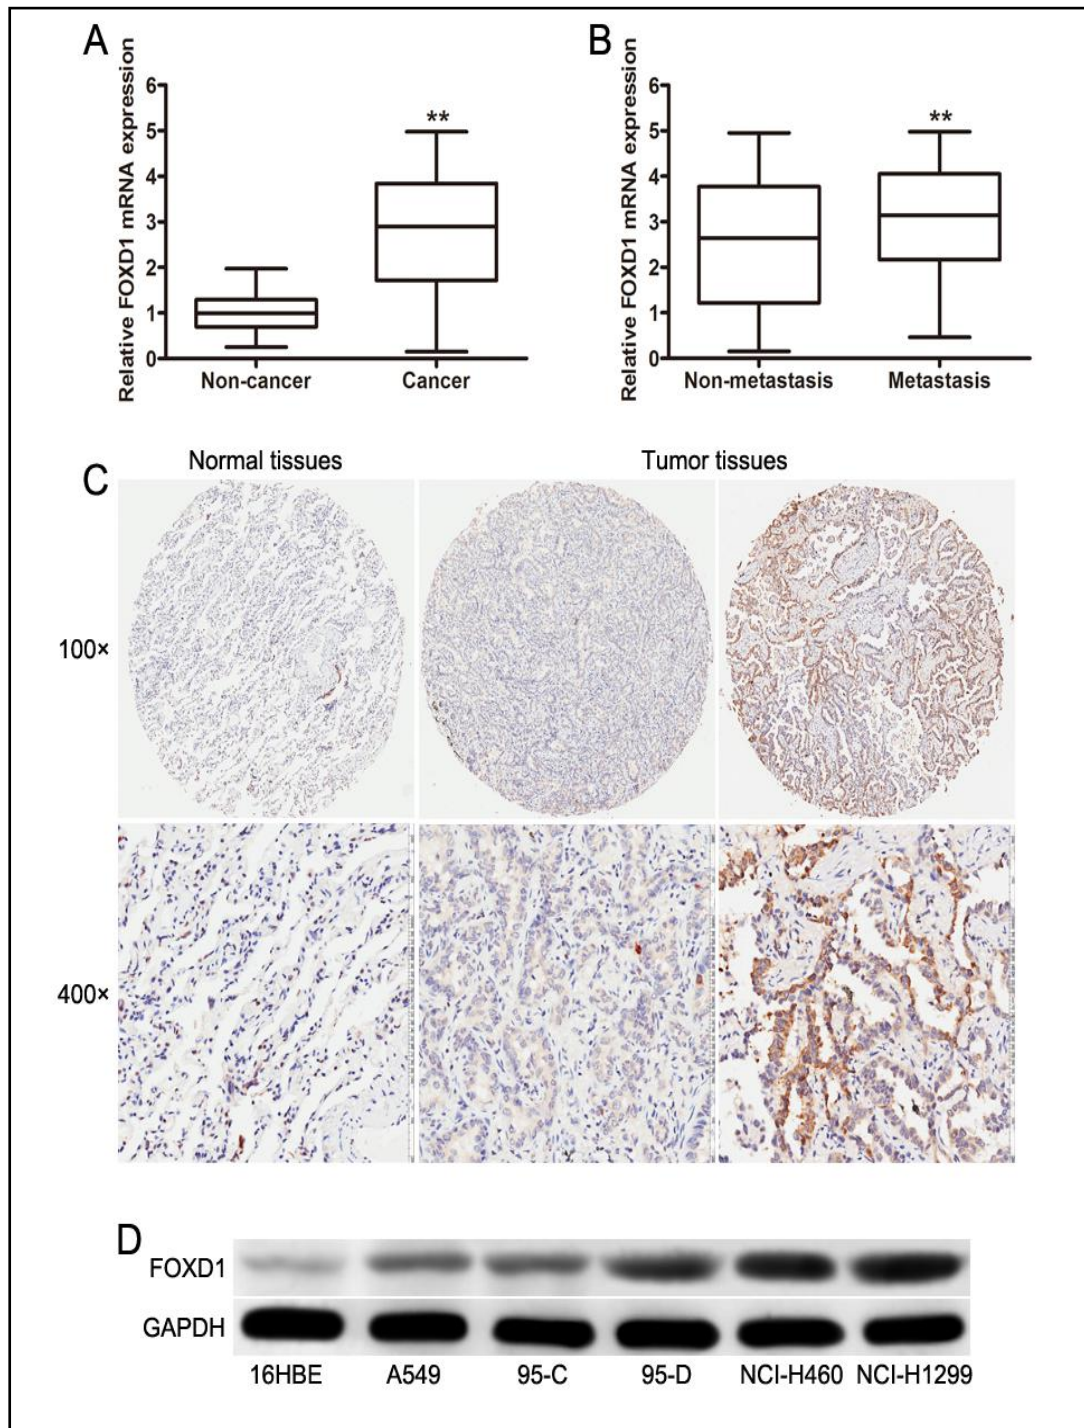 A
B
Relative FOXD1 mRNA expression
6
5
4
3
2
1
0
**
Non-cancer
Cancer
Relative FOXD1 mRNA expression
6
5
4
3
2
1
0
**
Non-metastasis
Metastasis
C
Normal tissues
Tumor tissues
100×
400×
D
FOXD1
GAPDH
16HBE
A549
95-C
95-D
NCI-H460
NCI-H1299